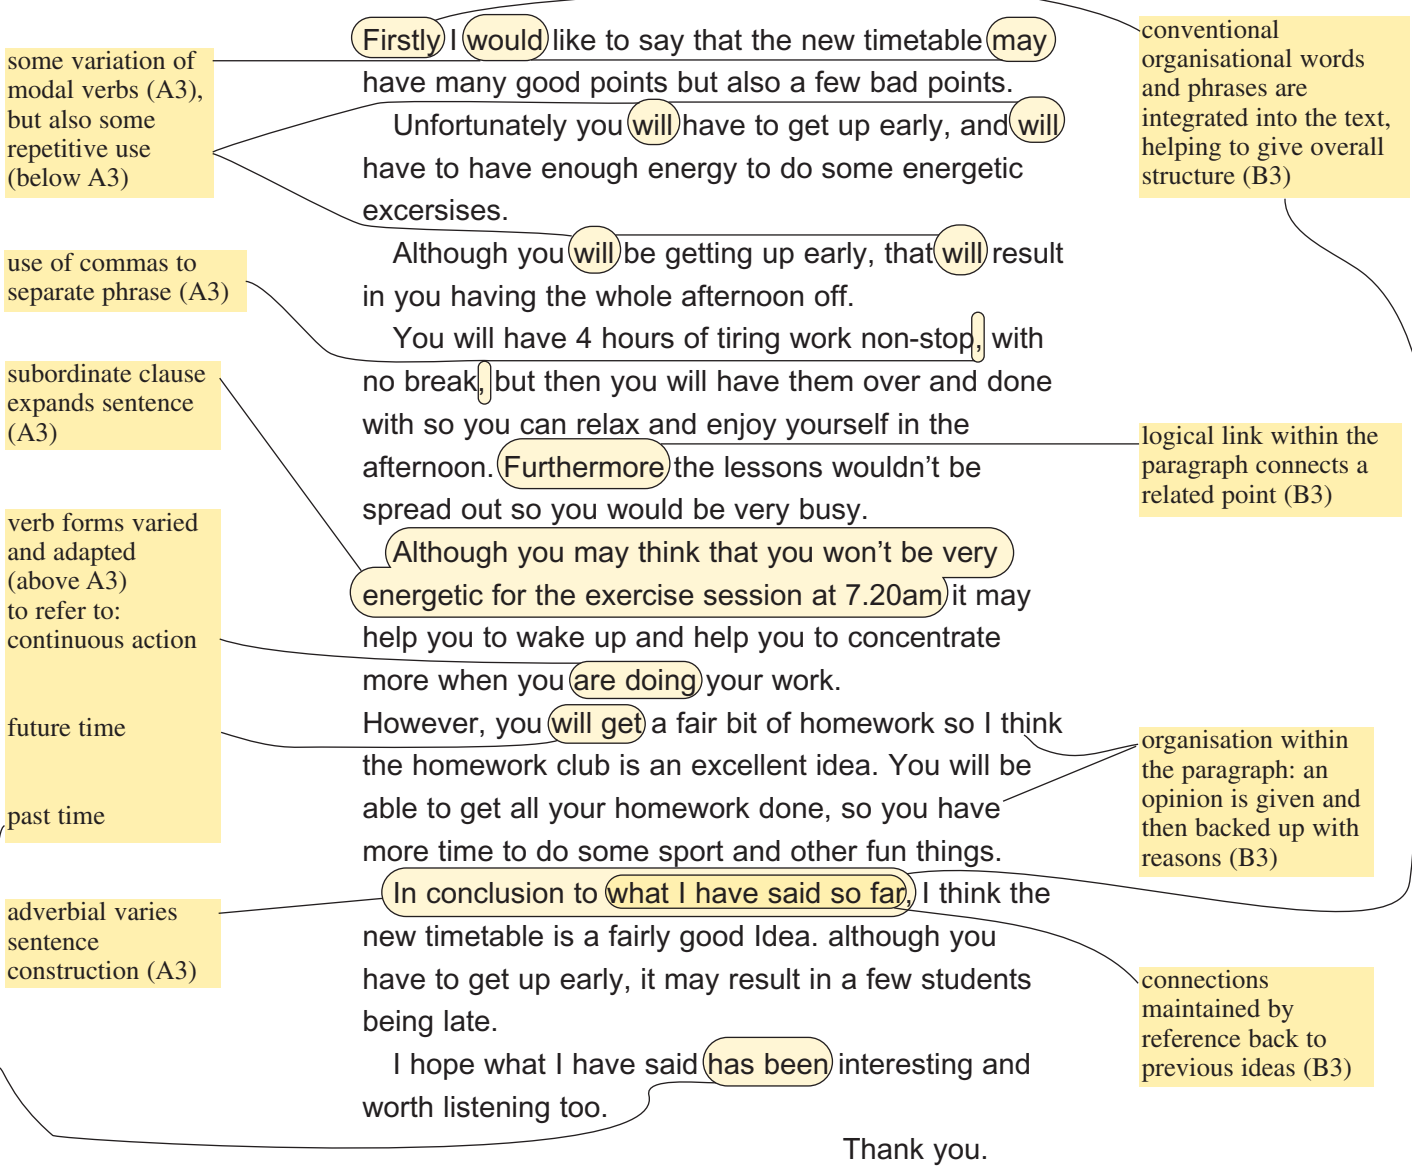 some variation of
modal verbs (A3),
but also some
repetitive use
(below A3)
use of commas to
separate phrase (A3)
subordinate clause
expands sentence
(A3)
verb forms varied
and adapted
(above A3)
to refer to:
continuous action
future time
past time
adverbial varies
sentence
construction (A3)
Firstly I would like to say that the new timetable may
have many good points but also a few bad points.
Unfortunately you will have to get up early, and will
have to have enough energy to do some energetic
excersises.
Although you will be getting up early, that will result
in you having the whole afternoon off.
You will have 4 hours of tiring work non-stop, with
no break, but then you will have them over and done
with so you can relax and enjoy yourself in the
afternoon. Furthermore the lessons wouldn't be
spread out so you would be very busy.
Although you may think that you won't be very
energetic for the exercise session at 7.20am it may
help you to wake up and help you to concentrate
more when you are doing your work.
However, you will get a fair bit of homework so I think
the homework club is an excellent idea. You will be
able to get all your homework done, so you have
more time to do some sport and other fun things.
In conclusion to what I have said so far, I think the
new timetable is a fairly good Idea. although you
have to get up early, it may result in a few students
being late.
I hope what I have said has been interesting and
worth listening too.
Thank you.
conventional
organisational words
and phrases are
integrated into the text,
helping to give overall
structure (B3)
logical link within the
paragraph connects a
related point (B3)
organisation within
the paragraph: an
opinion is given and
then backed up with
reasons (B3)
connections
maintained by
reference back to
previous ideas (B3)